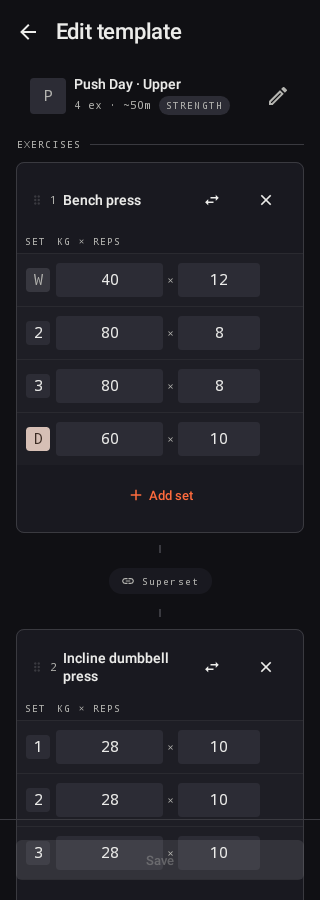 Edit template
P
Push Day · Upper
4 ex · ~50m STRENGTH
EXERCISES
1 Bench press
SET KG × REPS
W 40 × 12
2 80 × 8
3 80 × 8
D 60 × 10
+ Add set
Superset
2 Incline dumbbell
press
SET KG × REPS
1 28 × 10
2 28 × 10
3 28 × 10
Save